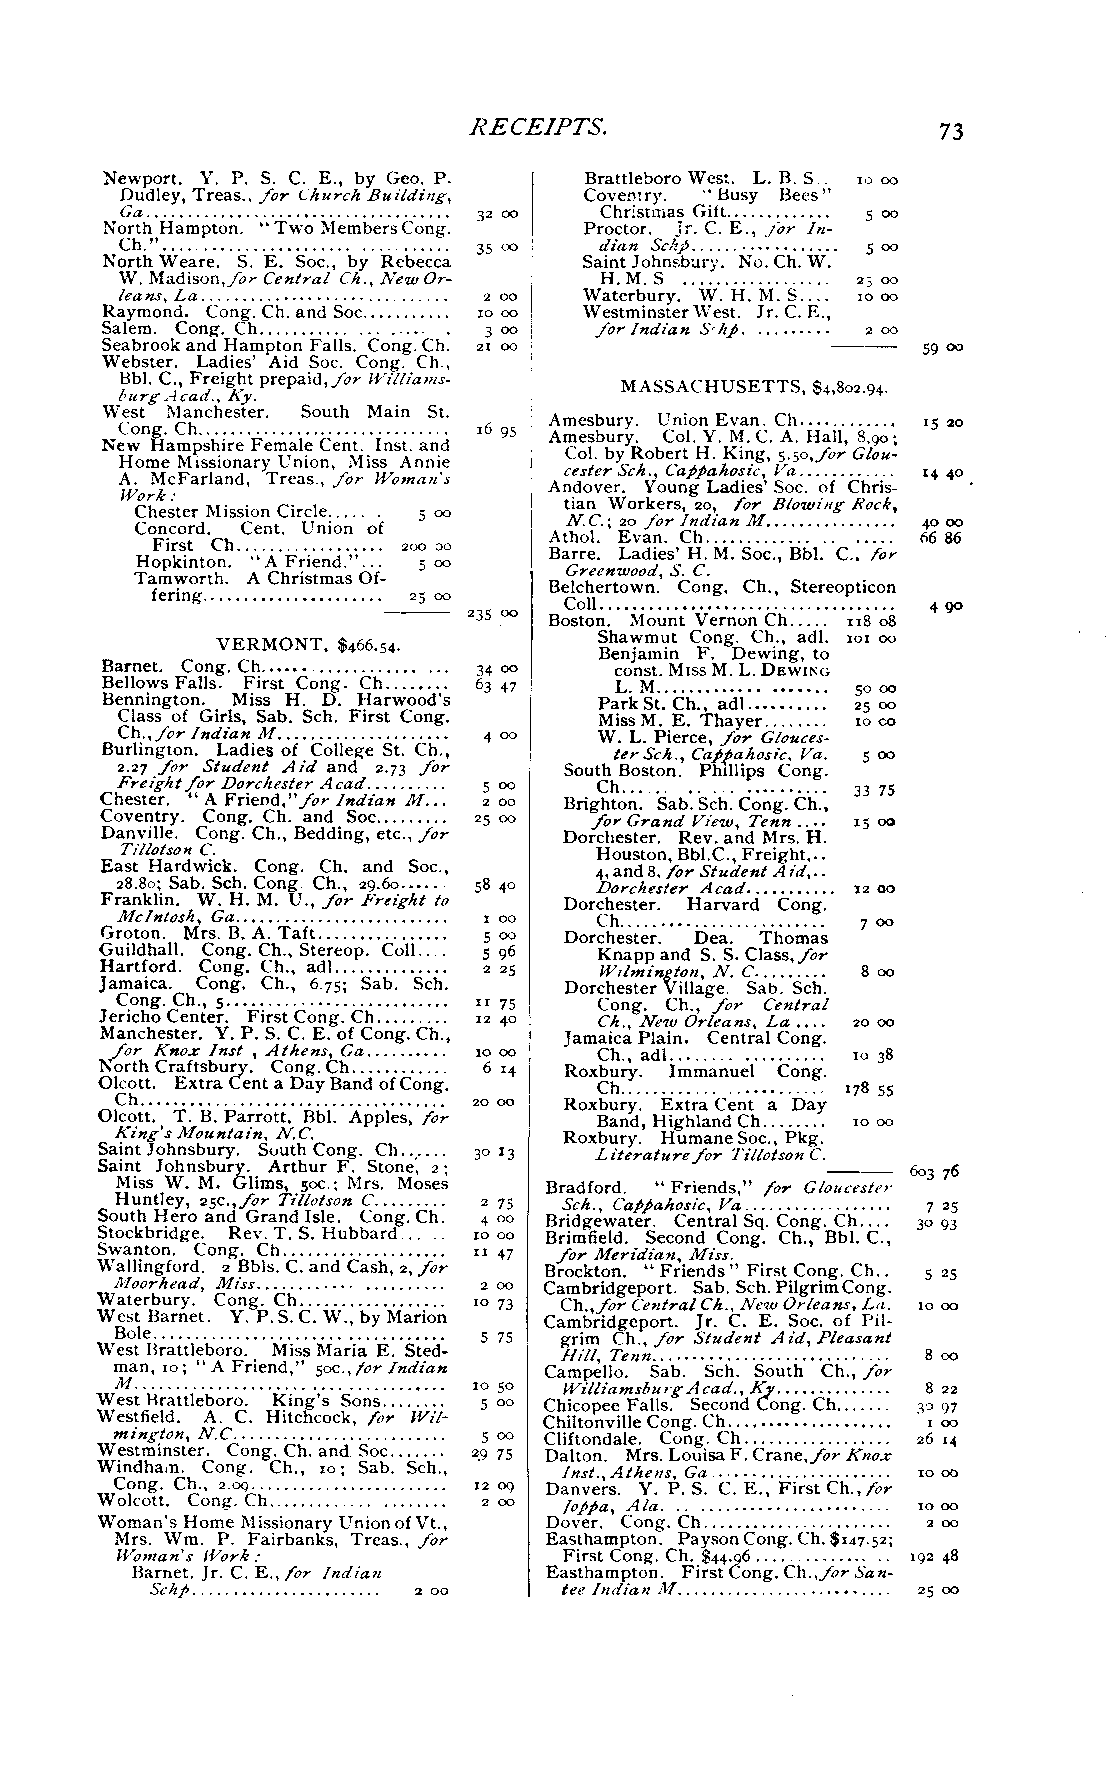 RECEIPTS. 73
Newport. Y. P. S. C. E., by Geo. P.
Dudley, Treas., for Church Building,
Ga.................................... 32 00
North Hampton. "Two Members Cong.
Ch."................................... 35 00
North Weare. S. E. Soc., by Rebecca
W. Madison, for Central Ch., New Or-
leans, La............................. 2 00
Raymond. Cong. Ch. and Soc........... 10 00
Salem. Cong. Ch....................... 3 00
Seabrook and Hampton Falls. Cong. Ch. 21 00
Webster. Ladies' Aid Soc. Cong. Ch.,
Bbl. C., Freight prepaid, for Williams-
burg Acad., Ky.
West Manchester. South Main St.
Cong. Ch.............................. 16 95
New Hampshire Female Cent. Inst. and
Home Missionary Union, Miss Annie
A. McFarland, Treas., for Woman's
Work:
Chester Mission Circle....... 5 00
Concord. Cent. Union of
First Ch.................. 200 00
Hopkinton. "A Friend."... 5 00
Tamworth. A Christmas Of-
fering...................... 25 00
235 00
VERMONT, $466.54.
Barnet. Cong. Ch....................... 34 00
Bellows Falls. First Cong. Ch........ 63 47
Bennington. Miss H. D. Harwood's
Class of Girls, Sab. Sch. First Cong.
Ch., for Indian M..................... 4 00
Burlington. Ladies of College St. Ch.,
2.27 for Student Aid and 2.73 for
Freight for Dorchester Acad.......... 5 00
Chester. "A Friend," for Indian M... 2 00
Coventry. Cong. Ch. and Soc......... 25 00
Danville. Cong. Ch., Bedding, etc., for
Tillotson C.
East Hardwick. Cong. Ch. and Soc.,
28.80; Sab. Sch. Cong. Ch., 29.60...... 58 40
Franklin. W. H. M. U., for Freight to
McIntosh, Ga.......................... 1 00
Groton. Mrs. B. A. Taft................ 5 00
Guildhall. Cong. Ch., Stereop. Coll.... 5 96
Hartford. Cong. Ch., adl.............. 2 25
Jamaica. Cong. Ch., 6.75; Sab. Sch.
Cong. Ch., 5........................... 11 75
Jericho Center. First Cong. Ch......... 12 40
Manchester. Y. P. S. C. E. of Cong. Ch.,
for Knox Inst , Athens, Ga.......... 10 00
North Craftsbury. Cong. Ch............ 6 14
Olcott. Extra Cent a Day Band of Cong.
Ch..................................... 20 00
Olcott. T. B. Parrott, Bbl. Apples, for
King's Mountain, N.C.
Saint Johnsbury. South Cong. Ch...... 30 13
Saint Johnsbury. Arthur F. Stone, 2;
Miss W. M. Glims, 50c.; Mrs. Moses
Huntley, 25c., for Tillotson C......... 2 75
South Hero and Grand Isle. Cong. Ch. 4 00
Stockbridge. Rev. T. S. Hubbard..... 10 00
Swanton. Cong. Ch.................... 11 47
Wallingford. 2 Bbls. C. and Cash, 2, for
Moorhead, Miss....................... 2 00
Waterbury. Cong. Ch.................. 10 73
West Barnet. Y. P. S. C. W., by Marion
Bole.................................... 5 75
West Brattleboro. Miss Maria E. Sted-
man, 10; "A Friend," 50c., for Indian
M...................................... 10 50
West Brattleboro. King's Sons........ 5 00
Westfield. A. C. Hitchcock, for Wil-
mington, N.C.......................... 5 00
Westminster. Cong. Ch. and Soc....... 29 75
Windham. Cong. Ch., 10; Sab. Sch.,
Cong. Ch., 2.09........................ 12 09
Wolcott. Cong. Ch..................... 2 00
Woman's Home Missionary Union of Vt.,
Mrs. Wm. P. Fairbanks, Treas., for
Woman's Work:
Barnet. Jr. C. E., for Indian
Schp....................... 2 00
Brattleboro West. L. B. S.. 10 00
Coventry. "Busy Bees"
Christmas Gift............. 5 00
Proctor. Jr. C. E., for In-
dian Schp.................. 5 00
Saint Johnsbury. No. Ch. W.
H. M. S .................. 25 00
Waterbury. W. H. M. S.... 10 00
Westminster West. Jr. C. E.,
for Indian S'hp. ......... 2 00
59 00
MASSACHUSETTS, $4,802.94.
Amesbury. Union Evan. Ch............ 15 20
Amesbury. Col. Y. M. C. A. Hall, 8.90;
Col. by Robert H. King, 5.50, for Glou-
cester Sch., Cappahosic, Va............ 14 40
Andover. Young Ladies' Soc. of Chris-
tian Workers, 20, for Blowing Rock,
N.C.; 20 for Indian M................ 40 00
Athol. Evan. Ch....................... 66 86
Barre. Ladies' H. M. Soc., Bbl. C., for
Greenwood, S. C.
Belchertown. Cong. Ch., Stereopticon
Coll.................................... 4 90
Boston. Mount Vernon Ch..... 118 08
Shawmut Cong. Ch., adl. 101 00
Benjamin F. Dewing, to
const. MISS M. L. DEWING
L. M..................... 50 00
Park St. Ch., adl.......... 25 00
Miss M. E. Thayer........ 10 00
W. L. Pierce, for Glouces-
ter Sch., Cappahosic, Va. 5 00
South Boston. Phillips Cong.
Ch......................... 33 75
Brighton. Sab. Sch. Cong. Ch.,
for Grand View, Tenn .... 15 00
Dorchester. Rev. and Mrs. H.
Houston, Bbl.C., Freight,..
4, and 8, for Student Aid,..
Dorchester Acad........... 12 00
Dorchester. Harvard Cong.
Ch......................... 7 00
Dorchester. Dea. Thomas
Knapp and S. S. Class, for
Wilmington, N. C......... 8 00
Dorchester Village. Sab. Sch.
Cong. Ch., for Central
Ch., New Orleans, La .... 20 00
Jamaica Plain. Central Cong.
Ch., adl................... 10 38
Roxbury. Immanuel Cong.
Ch......................... 178 55
Roxbury. Extra Cent a Day
Band, Highland Ch........ 10 00
Roxbury. Humane Soc., Pkg.
Literature for Tillotson C.
603 76
Bradford. "Friends," for Gloucester
Sch., Cappahosic, Va.................. 7 25
Bridgewater. Central Sq. Cong. Ch.... 30 93
Brimfield. Second Cong. Ch., Bbl. C.,
for Meridian, Miss.
Brockton. "Friends" First Cong. Ch.. 5 25
Cambridgeport. Sab. Sch. Pilgrim Cong.
Ch., for Central Ch., New Orleans, La. 10 00
Cambridgeport. Jr. C. E. Soc. of Pil-
grim Ch., for Student Aid, Pleasant
Hill, Tenn............................. 8 00
Campello. Sab. Sch. South Ch., for
Williamsburg Acad., Ky.............. 8 22
Chicopee Falls. Second Cong. Ch....... 30 97
Chiltonville Cong. Ch.................... 1 00
Cliftondale. Cong. Ch.................. 26 14
Dalton. Mrs. Louisa F. Crane, for Knox
Inst., Athens, Ga...................... 10 00
Danvers. Y. P. S. C. E., First Ch., for
Joppa, Ala. .......................... 10 00
Dover. Cong. Ch....................... 2 00
Easthampton. Payson Cong. Ch. $147.52;
First Cong. Ch. $44.96................. 192 48
Easthampton. First Cong. Ch., for San-
tee Indian M.......................... 25 00